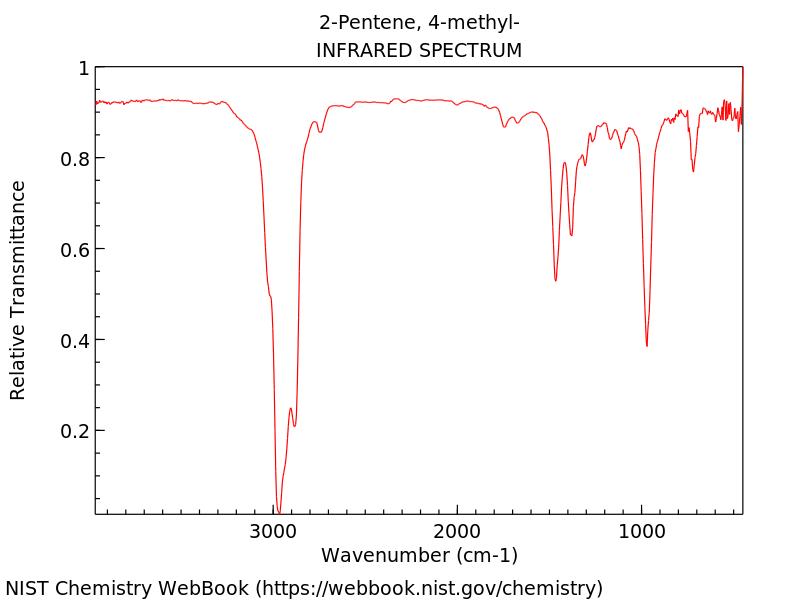 2-Pentene, 4-methyl-
INFRARED SPECTRUM
1
0.8
0.6
0.4
0.2
Relative Transmittance
3000 2000 1000
Wavenumber (cm-1)
NIST Chemistry WebBook (https://webbook.nist.gov/chemistry)